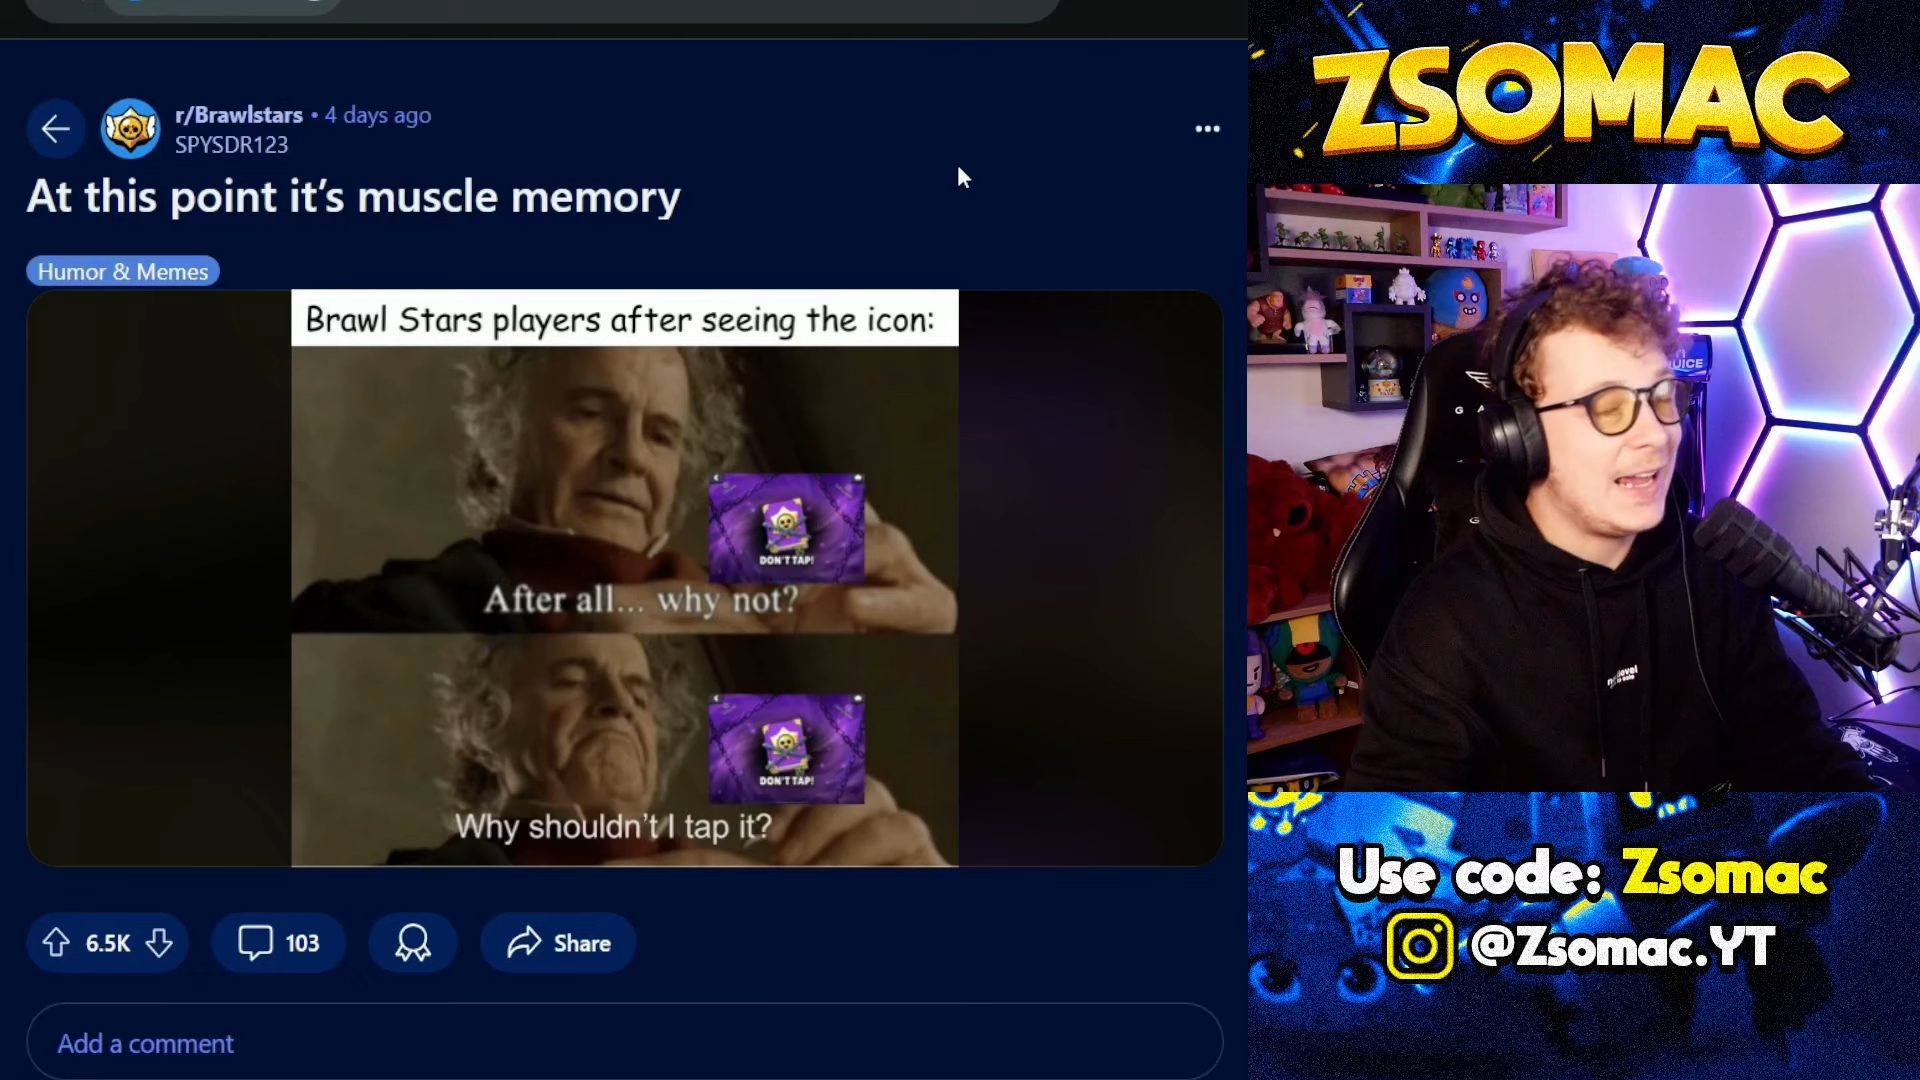 r/Brawlstars • 4 days ago
SPYSDR123
At this point it’s muscle memory
Humor & Memes
Brawl Stars players after seeing the icon:
DON'T TAP!
After all... why not?
DON'T TAP!
Why shouldn't I tap it?
6.5K
103
Share
Add a comment
ZSOMAC
Use code: Zsomac
@Zsomac.YT